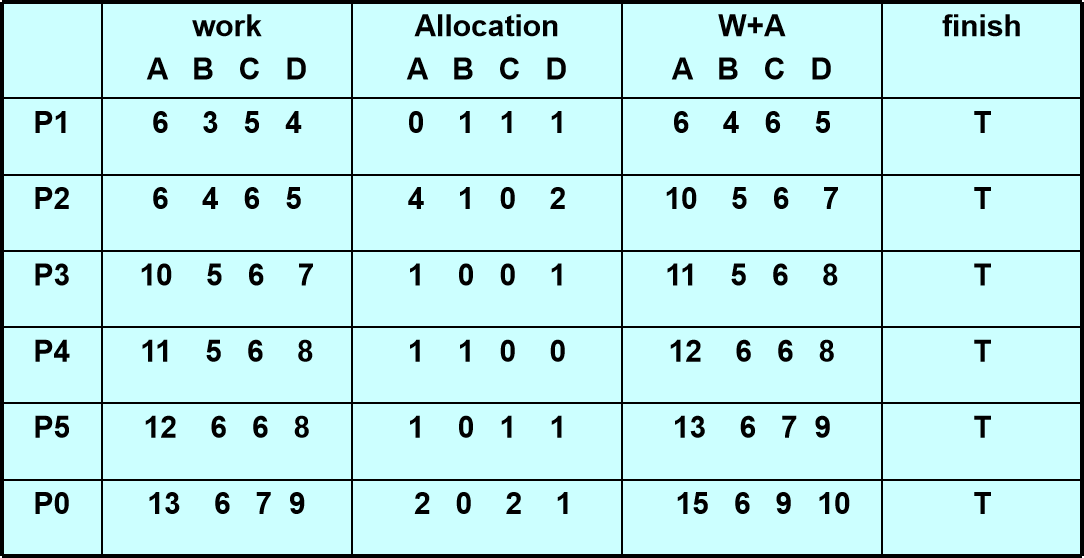 work Allocation W+A finish
A B C D A B C D A B C D
P1 6 3 5 4 0 1 1 1 6 4 6 5 T
P2 6 4 6 5 4 1 0 2 10 5 6 7 T
P3 10 5 6 7 1 0 0 1 11 5 6 8 T
P4 11 5 6 8 1 1 0 0 12 6 6 8 T
P5 12 6 6 8 1 0 1 1 13 6 7 9 T
P0 13 6 7 9 2 0 2 1 15 6 9 10 T